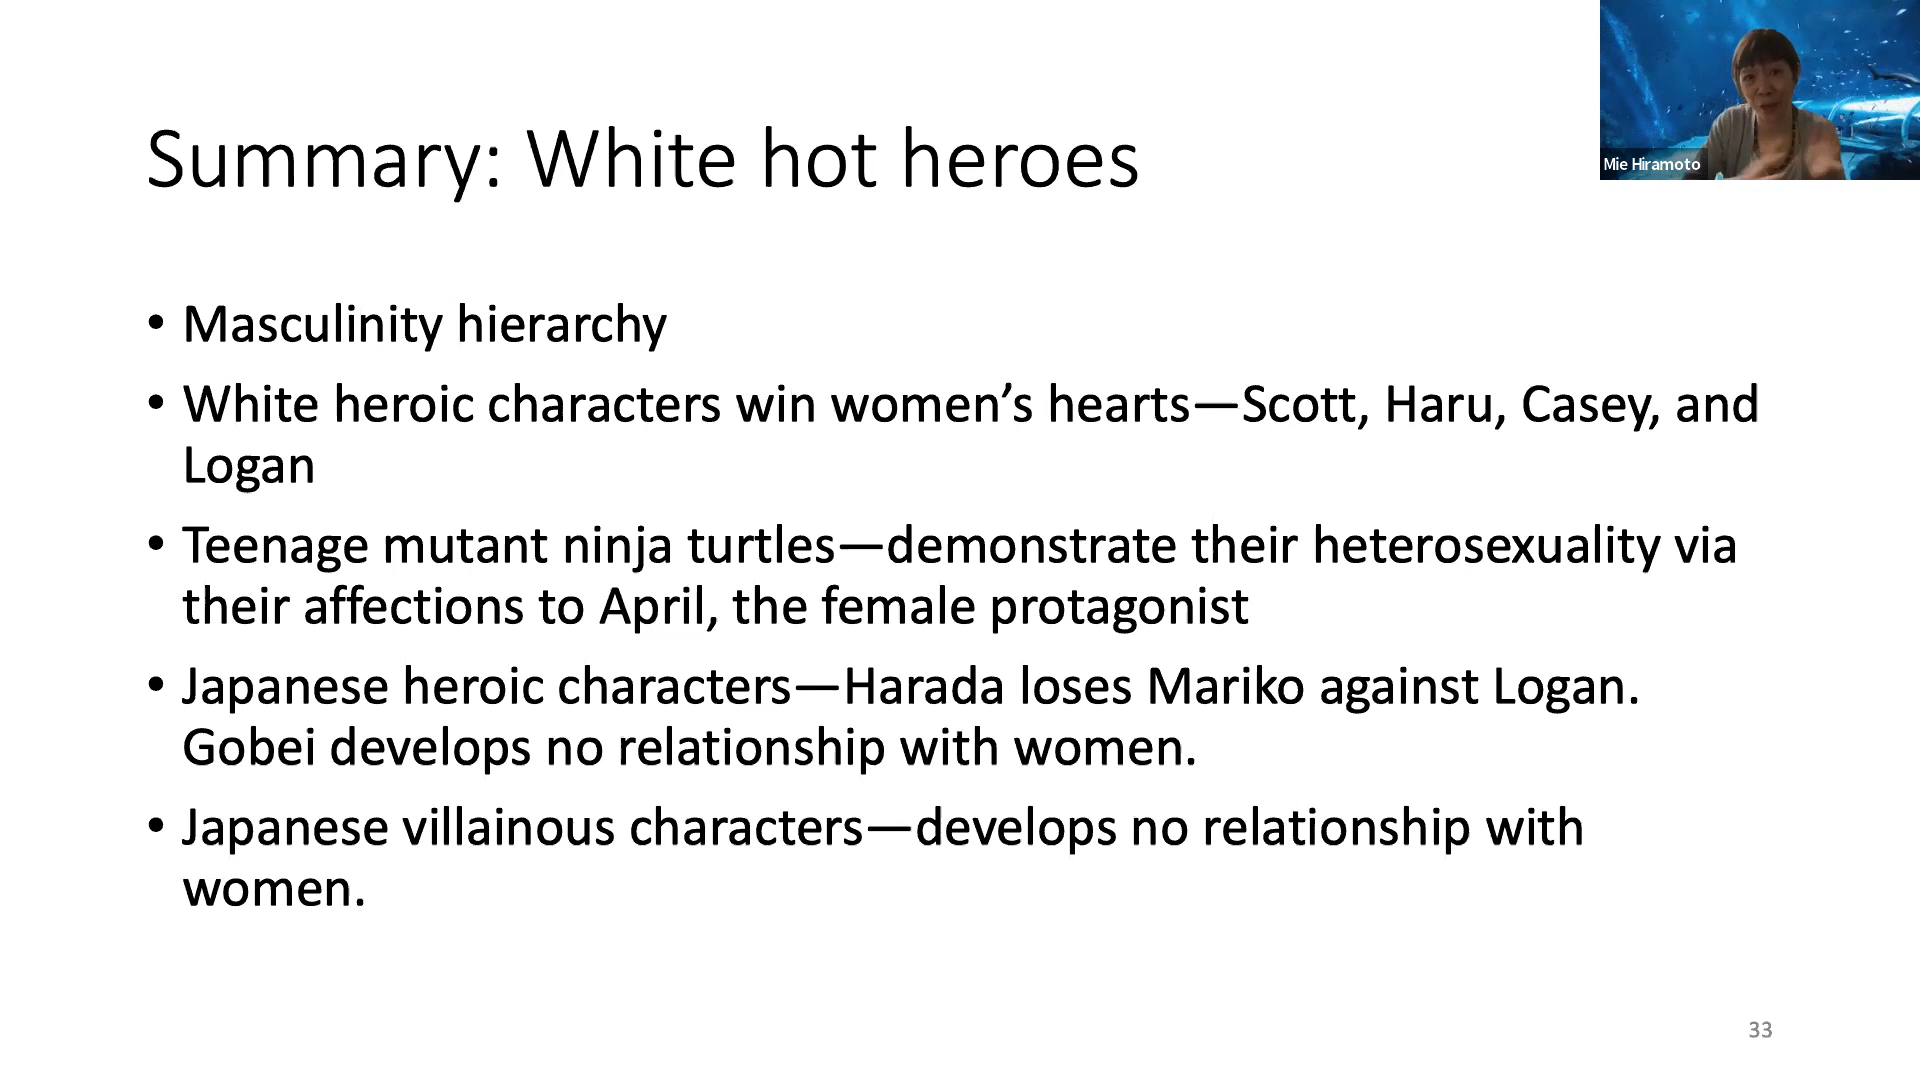 Summary: White hot heroes
Mie Hiramoto
• Masculinity hierarchy
• White heroic characters win women’s hearts—Scott, Haru, Casey, and
Logan
• Teenage mutant ninja turtles—demonstrate their heterosexuality via
their affections to April, the female protagonist
• Japanese heroic characters—Harada loses Mariko against Logan.
Gobei develops no relationship with women.
• Japanese villainous characters—develops no relationship with
women.
33